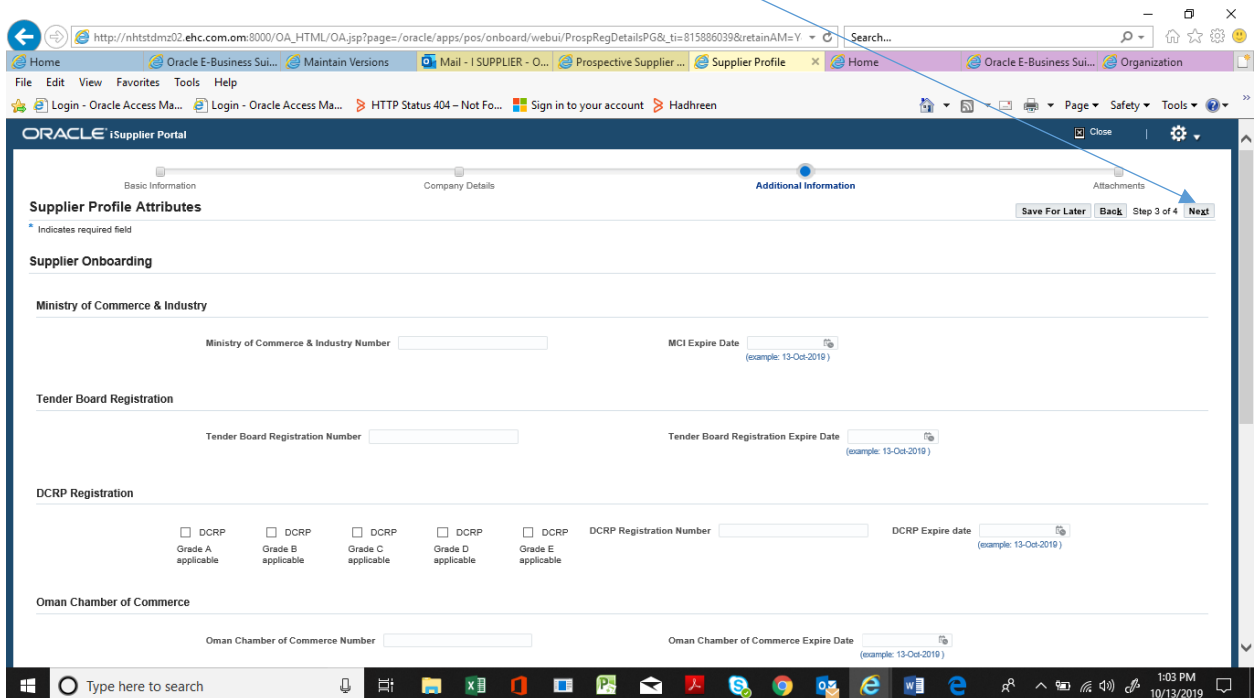 http://nhtstdmz02.ehc.com.om:8000/OA_HTML/OA.jsp?page=/oracle/apps/pos/onboard/webui/ProspRegDetailsPG&_ti=815886039&retainAM=Y Search...
Home Oracle E-Business Sui... Maintain Versions Mail - I SUPPLIER - O... Prospective Supplier ... Supplier Profile Home Oracle E-Business Sui... Organization
File Edit View Favorites Tools Help
Login - Oracle Access Ma... Login - Oracle Access Ma... HTTP Status 404 – Not Fo... Sign in to your account Hadhreen Page Safety Tools
ORACLE iSupplier Portal Close
Basic Information Company Details Additional Information Attachments
Supplier Profile Attributes Save For Later Back Step 3 of 4 Next
* Indicates required field
Supplier Onboarding
Ministry of Commerce & Industry
Ministry of Commerce & Industry Number MCI Expire Date
(example: 13-Oct-2019 )
Tender Board Registration
Tender Board Registration Number Tender Board Registration Expire Date
(example: 13-Oct-2019 )
DCRP Registration
DCRP DCRP DCRP DCRP DCRP DCRP Registration Number DCRP Expire date
Grade A Grade B Grade C Grade D Grade E (example: 13-Oct-2019 )
applicable applicable applicable applicable applicable
Oman Chamber of Commerce
Oman Chamber of Commerce Number Oman Chamber of Commerce Expire Date
(example: 13-Oct-2019 )
Type here to search 1:03 PM
10/13/2019